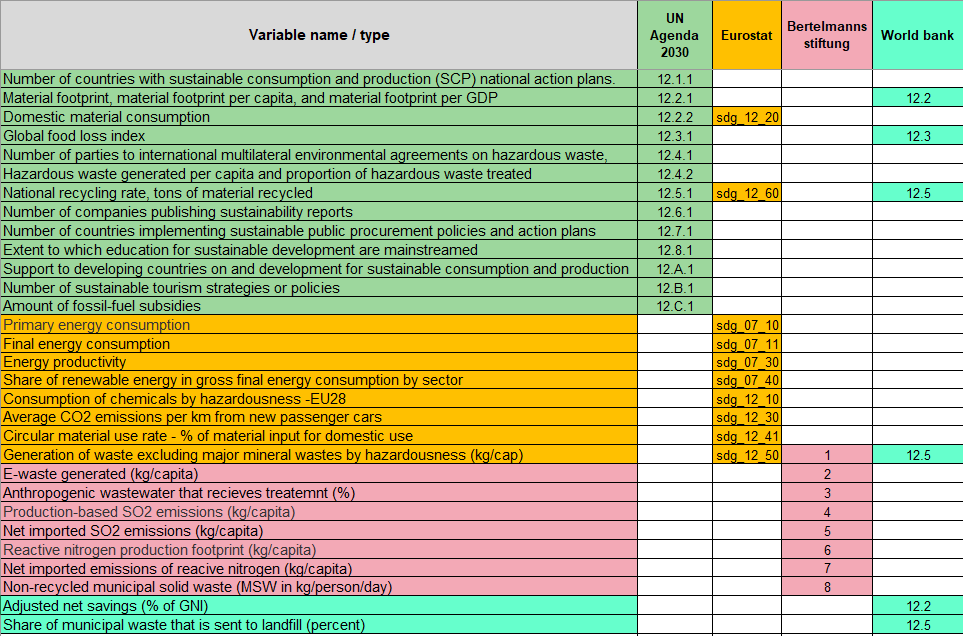 Variable name / type UN Agenda 2030 Eurostat Bertelmanns stiftung World bank
Number of countries with sustainable consumption and production (SCP) national action plans. 12.1.1
Material footprint, material footprint per capita, and material footprint per GDP 12.2.1 12.2
Domestic material consumption 12.2.2 sdg_12_20
Global food loss index 12.3.1 12.3
Number of parties to international multilateral environmental agreements on hazardous waste, 12.4.1
Hazardous waste generated per capita and proportion of hazardous waste treated 12.4.2
National recycling rate, tons of material recycled 12.5.1 sdg_12_60 12.5
Number of companies publishing sustainability reports 12.6.1
Number of countries implementing sustainable public procurement policies and action plans 12.7.1
Extent to which education for sustainable development are mainstreamed 12.8.1
Support to developing countries on and development for sustainable consumption and production 12.A.1
Number of sustainable tourism strategies or policies 12.B.1
Amount of fossil-fuel subsidies 12.C.1
Primary energy consumption sdg_07_10
Final energy consumption sdg_07_11
Energy productivity sdg_07_30
Share of renewable energy in gross final energy consumption by sector sdg_07_40
Consumption of chemicals by hazardousness -EU28 sdg_12_10
Average CO2 emissions per km from new passenger cars sdg_12_30
Circular material use rate - % of material input for domestic use sdg_12_41
Generation of waste excluding major mineral wastes by hazardousness (kg/cap) sdg_12_50 1 12.5
E-waste generated (kg/capita) 2
Anthropogenic wastewater that recieves treatemnt (%) 3
Production-based SO2 emissions (kg/capita) 4
Net imported SO2 emissions (kg/capita) 5
Reactive nitrogen production footprint (kg/capita) 6
Net imported emissions of reacive nitrogen (kg/capita) 7
Non-recycled municipal solid waste (MSW in kg/person/day) 8
Adjusted net savings (% of GNI) 12.2
Share of municipal waste that is sent to landfill (percent) 12.5